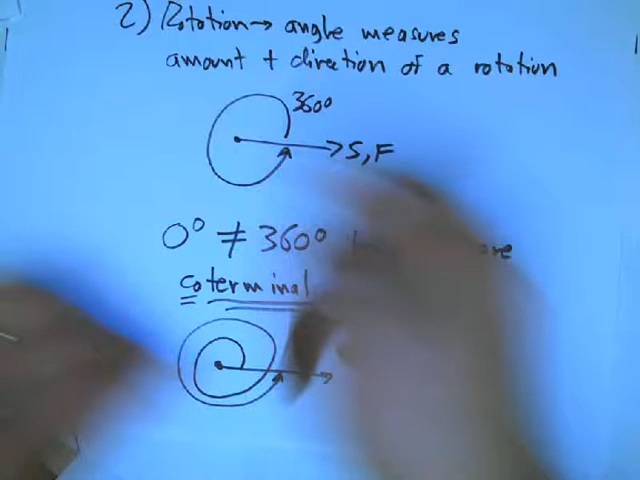 2) Rotation→ angle measures
amount + direction of a rotation
360°
S, F
0° ≠ 360°
coterminal